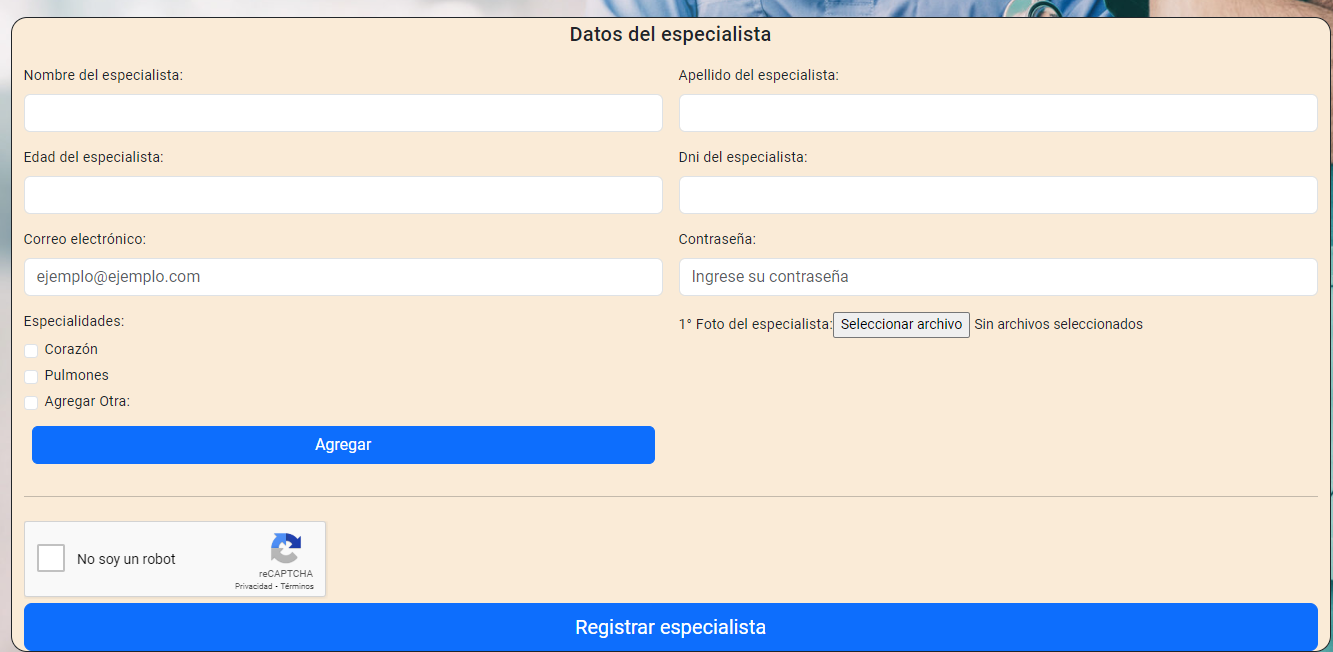 Datos del especialista
Nombre del especialista:
Apellido del especialista:
Edad del especialista:
Dni del especialista:
Correo electrónico:
Contraseña:
ejemplo@ejemplo.com
Ingrese su contraseña
Especialidades:
1° Foto del especialista: Seleccionar archivo Sin archivos seleccionados
Corazón
Pulmones
Agregar Otra:
Agregar
No soy un robot
reCAPTCHA
Privacidad - Términos
Registrar especialista